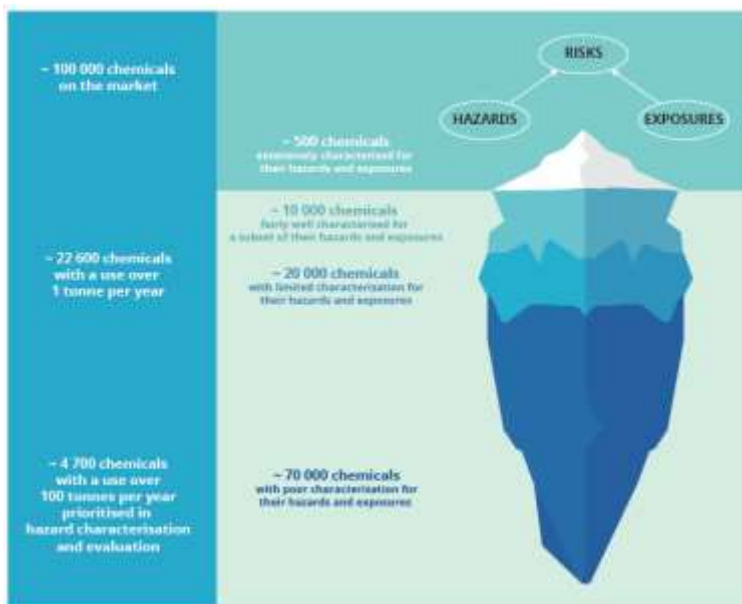 ~ 100 000 chemicals
on the market
~ 22 600 chemicals
with a use over
1 tonne per year
~ 4 700 chemicals
with a use over
100 tonnes per year
prioritised in
hazard characterisation
and evaluation
RISKS
HAZARDS
EXPOSURES
~ 500 chemicals
extensively characterised for
their hazards and exposures
~ 10 000 chemicals
fairly well characterised for
a subset of their hazards and exposures
~ 20 000 chemicals
with limited characterisation for
their hazards and exposures
~ 70 000 chemicals
with poor characterisation for
their hazards and exposures